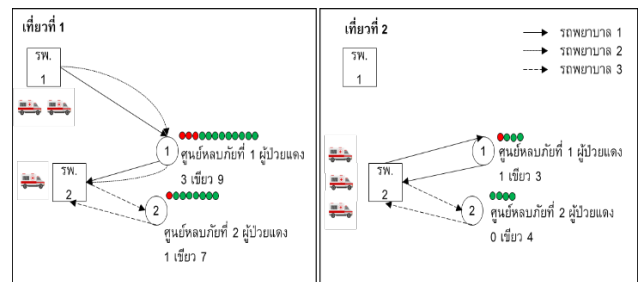 เที่ยวที่ 1
รพ.
1
1
ศูนย์หลบภัยที่ 1 ผู้ป่วยแดง
3 เขียว 9
รพ.
2
2
ศูนย์หลบภัยที่ 2 ผู้ป่วยแดง
1 เขียว 7
เที่ยวที่ 2
รพ.
1
รถพยาบาล 1
รถพยาบาล 2
รถพยาบาล 3
1
ศูนย์หลบภัยที่ 1 ผู้ป่วยแดง
1 เขียว 3
รพ.
2
2
ศูนย์หลบภัยที่ 2 ผู้ป่วยแดง
0 เขียว 4